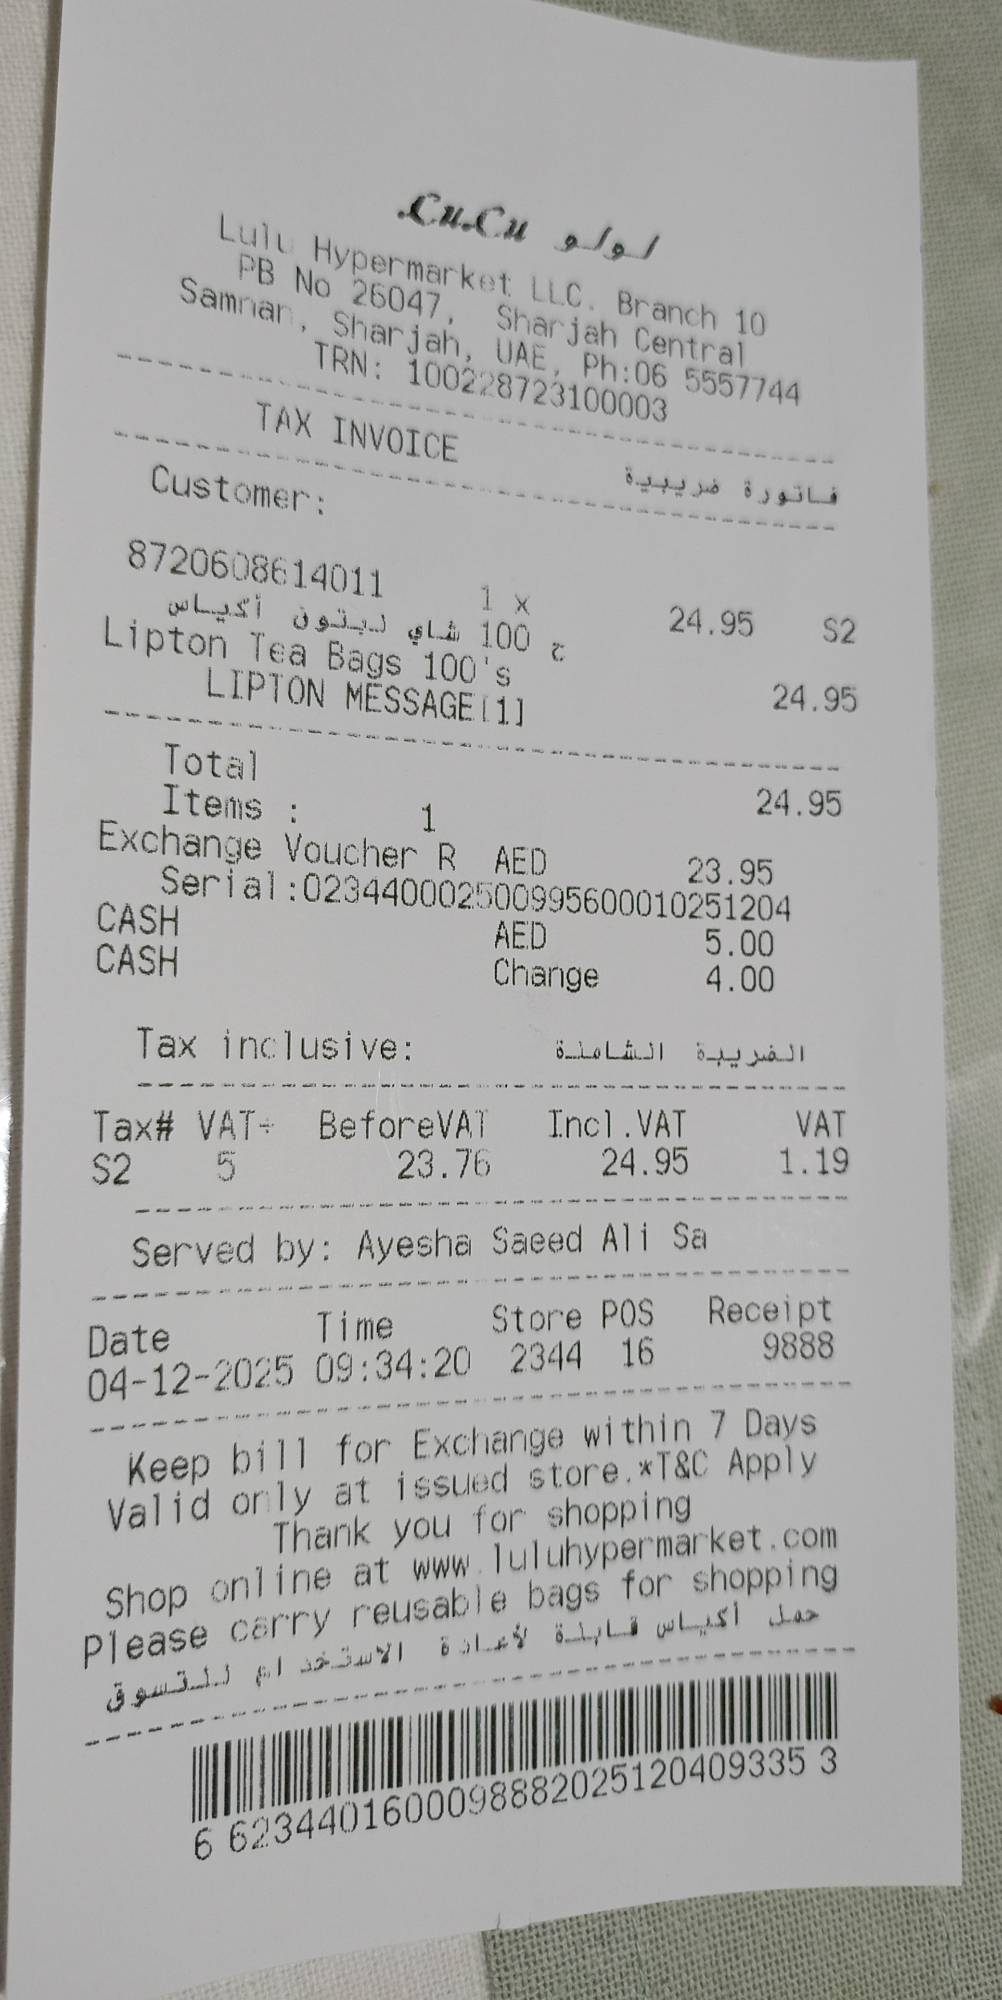 LuLu لولو
Lulu Hypermarket LLC. Branch 10
PB No 26047, Sharjah Central
Samnan, Sharjah, UAE, Ph:06 5557744
TRN: 100228723100003
TAX INVOICE فاتورة ضريبية
Customer:
8720608614011 1 x 24.95 S2
شاي ليبتون أكياس 100 ح
Lipton Tea Bags 100's 24.95
LIPTON MESSAGE[1]
Total 24.95
Items : 1
Exchange Voucher R AED 23.95
Serial:023440002500995600010251204
CASH AED 5.00
CASH Change 4.00
Tax inclusive: الضريبة الشاملة
Tax# VAT÷ BeforeVAT Incl.VAT VAT
S2 5 23.76 24.95 1.19
Served by: Ayesha Saeed Ali Sa
Date Time Store POS Receipt
04-12-2025 09:34:20 2344 16 9888
Keep bill for Exchange within 7 Days
Valid only at issued store.*T&C Apply
Thank you for shopping
Shop online at www.luluhypermarket.com
Please carry reusable bags for shopping
حمل أكياس قابلة لأعادة الاستخدام للتسوق
6 6234401600098882025120409335 3